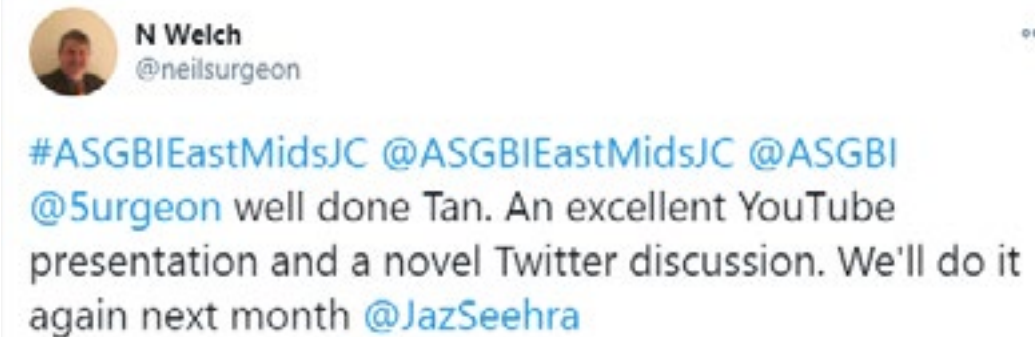 N Welch
@neilsurgeon
#ASGBIEastMidsJC @ASGBIEastMidsJC @ASGBI
@5urgeon well done Tan. An excellent YouTube
presentation and a novel Twitter discussion. We'll do it
again next month @JazSeehra